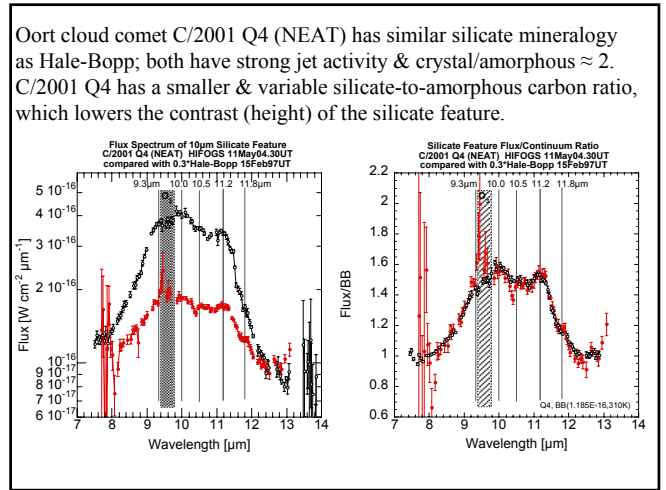 Oort cloud comet C/2001 Q4 (NEAT) has similar silicate mineralogy
as Hale-Bopp; both have strong jet activity & crystal/amorphous ≈ 2.
C/2001 Q4 has a smaller & variable silicate-to-amorphous carbon ratio,
which lowers the contrast (height) of the silicate feature.
Flux Spectrum of 10µm Silicate Feature
C/2001 Q4 (NEAT) HIFOGS 11May04.30UT
compared with 0.3*Hale-Bopp 15Feb97UT
9.3µm 10.0 10.5 11.2 11.8µm
5 10-16
4 10-16
3 10-16
2 10-16
10-16
9 10-17
8 10-17
7 10-17
6 10-17
Flux [W cm-2 µm-1]
7 8 9 10 11 12 13 14
Wavelength [µm]
Silicate Feature Flux/Continuum Ratio
C/2001 Q4 (NEAT) HIFOGS 11May04.30UT
compared with 0.3*Hale-Bopp 15Feb97UT
9.3µm 10.0 10.5 11.2 11.8µm
2.2
2
1.8
1.6
1.4
1.2
1
0.8
0.6
Flux/BB
Q4, BB(1.185E-16,310K)
7 8 9 10 11 12 13 14
Wavelength [µm]